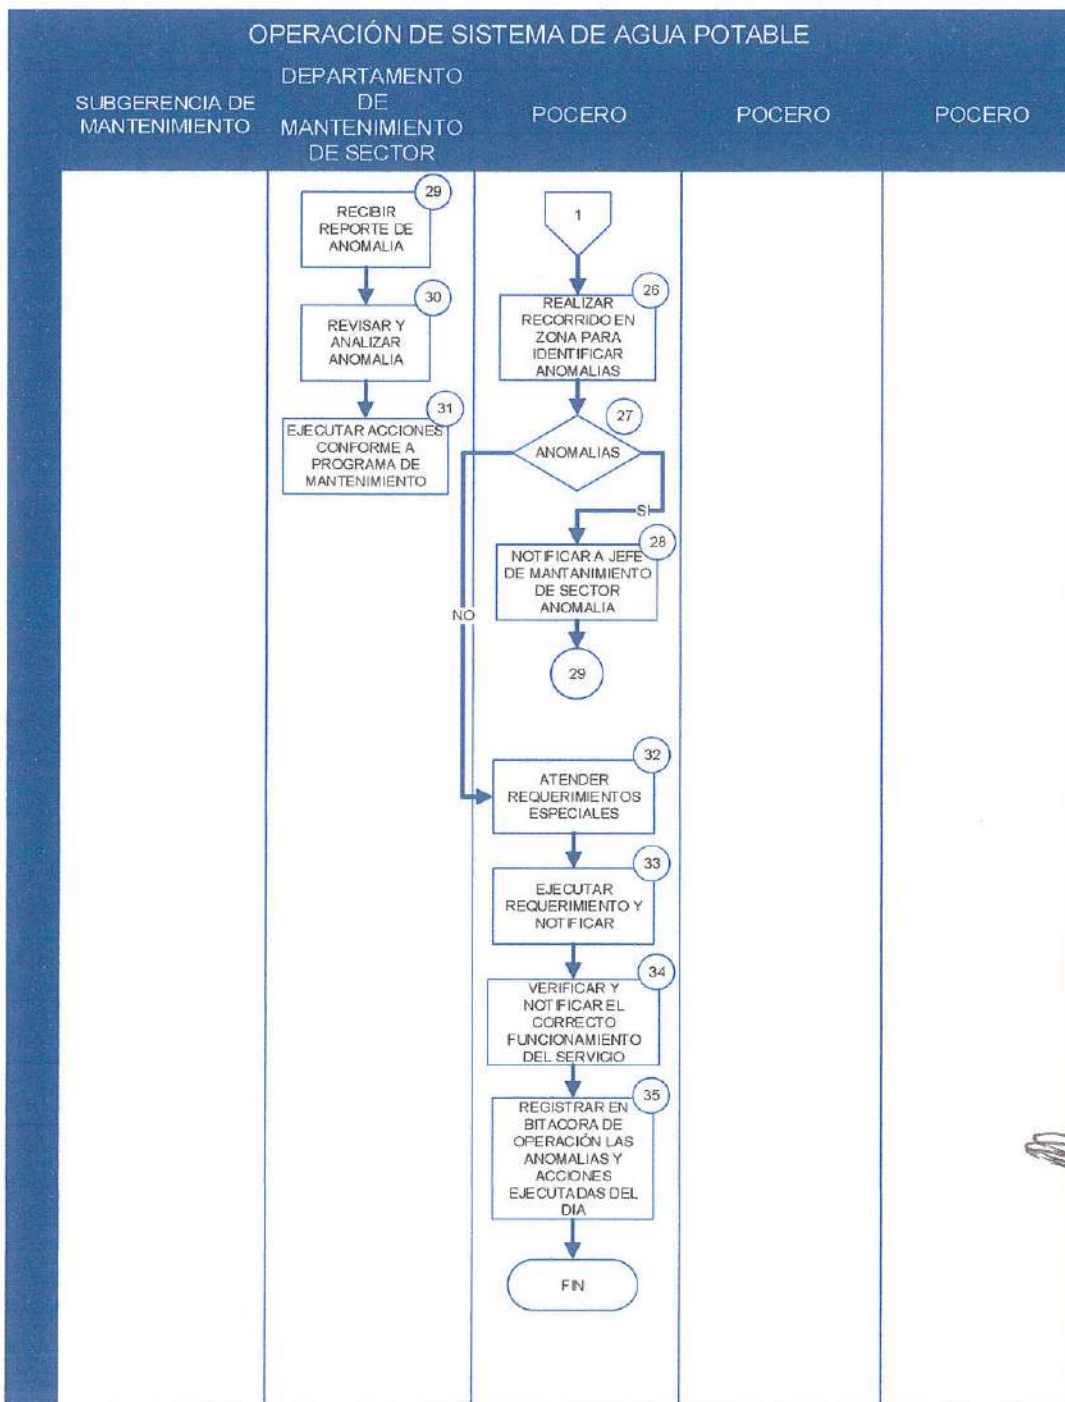 OPERACIÓN DE SISTEMA DE AGUA POTABLE
SUBGERENCIA DE
MANTENIMIENTO
DEPARTAMENTO
DE
MANTENIMIENTO
DE SECTOR
POCERO
POCERO
POCERO
29
RECIBIR
REPORTE DE
ANOMALIA
30
REVISAR Y
ANALIZAR
ANOMALIA
31
EJECUTAR ACCIONES
CONFORME A
PROGRAMA DE
MANTENIMIENTO
1
26
REALIZAR
RECORRIDO EN
ZONA PARA
IDENTIFICAR
ANOMALIAS
27
ANOMALIAS
SI
28
NOTIFICAR A JEFE
DE MANTANIMIENTO
DE SECTOR
ANOMALIA
NO
29
32
ATENDER
REQUERIMIENTOS
ESPECIALES
33
EJECUTAR
REQUERIMIENTO Y
NOTIFICAR
34
VERIFICAR Y
NOTIFICAR EL
CORRECTO
FUNCIONAMIENTO
DEL SERVICIO
35
REGISTRAR EN
BITACORA DE
OPERACIÓN LAS
ANOMALIAS Y
ACCIONES
EJECUTADAS DEL
DIA
FIN